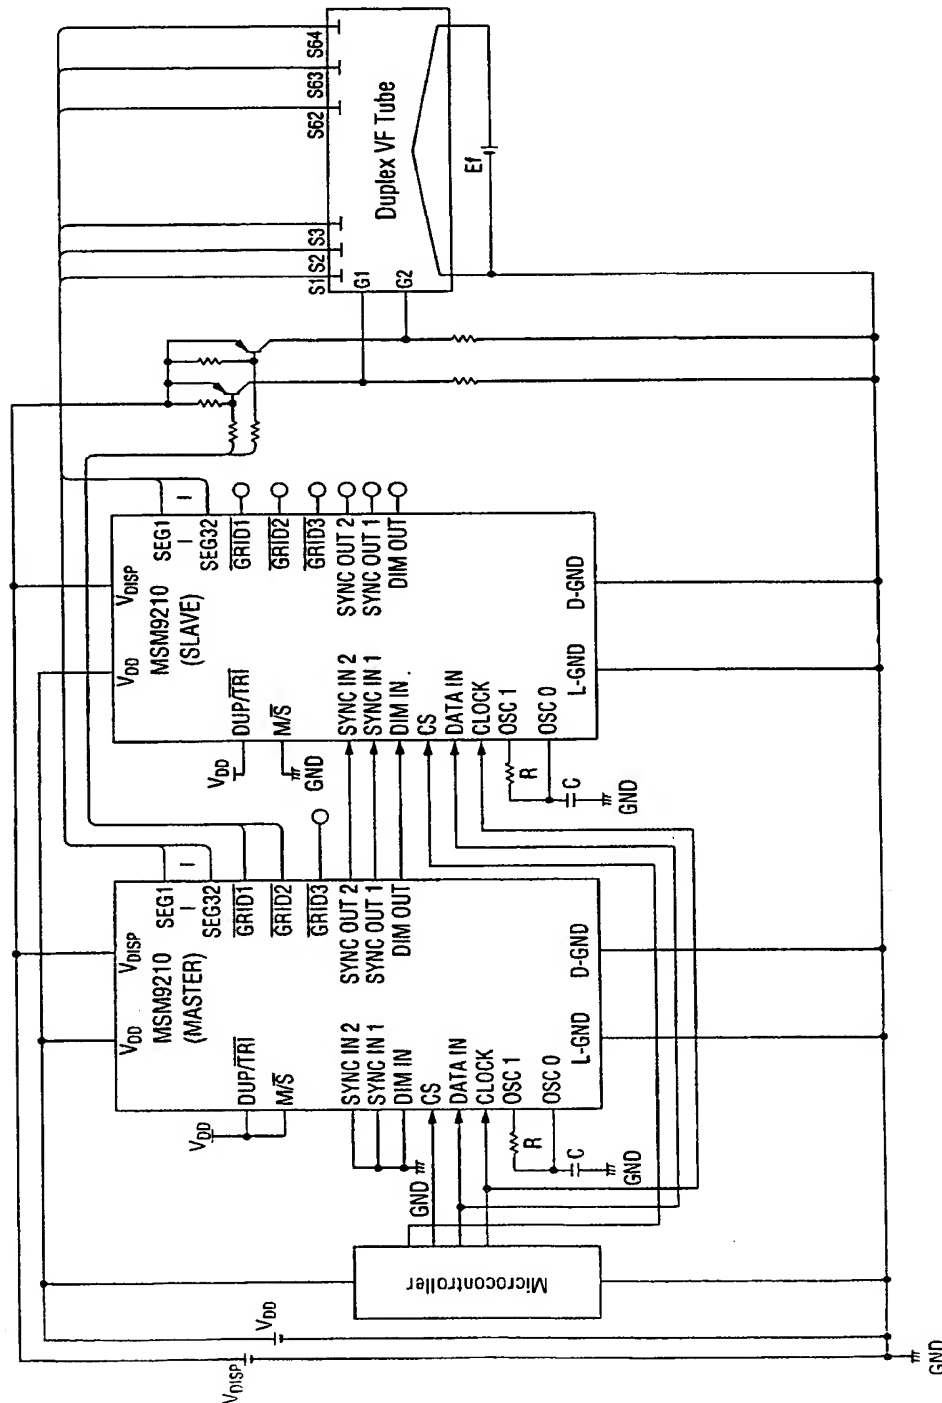 VDISP
VDD
GND
Microcontroller
VDD
VDISP
MSM9210
(MASTER)
DUP/TRI
M/S
SYNC IN 2
SYNC IN 1
DIM IN
CS
DATA IN
CLOCK
OSC 1
OSC 0
SEG1
SEG32
GRID1
GRID2
GRID3
SYNC OUT 2
SYNC OUT 1
DIM OUT
L-GND
D-GND
VDD
GND
R
C
GND
VDD
VDISP
MSM9210
(SLAVE)
DUP/TRI
M/S
SYNC IN 2
SYNC IN 1
DIM IN
CS
DATA IN
CLOCK
OSC 1
OSC 0
SEG1
SEG32
GRID1
GRID2
GRID3
SYNC OUT 2
SYNC OUT 1
DIM OUT
L-GND
D-GND
VDD
GND
R
C
GND
S1
S2
S3
S62
S63
S64
G1
G2
Duplex VF Tube
Ef